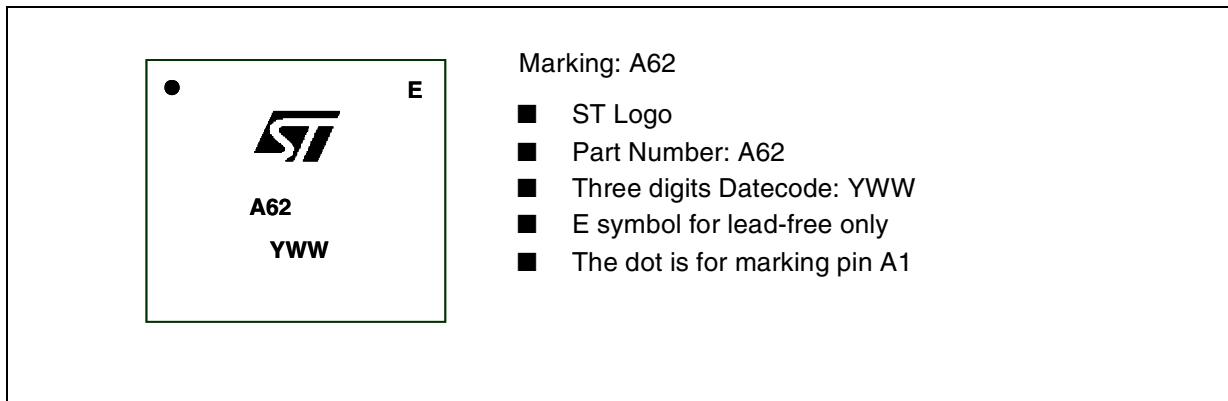 E
ST
A62
YWW
Marking: A62
■ ST Logo
■ Part Number: A62
■ Three digits Datecode: YWW
■ E symbol for lead-free only
■ The dot is for marking pin A1